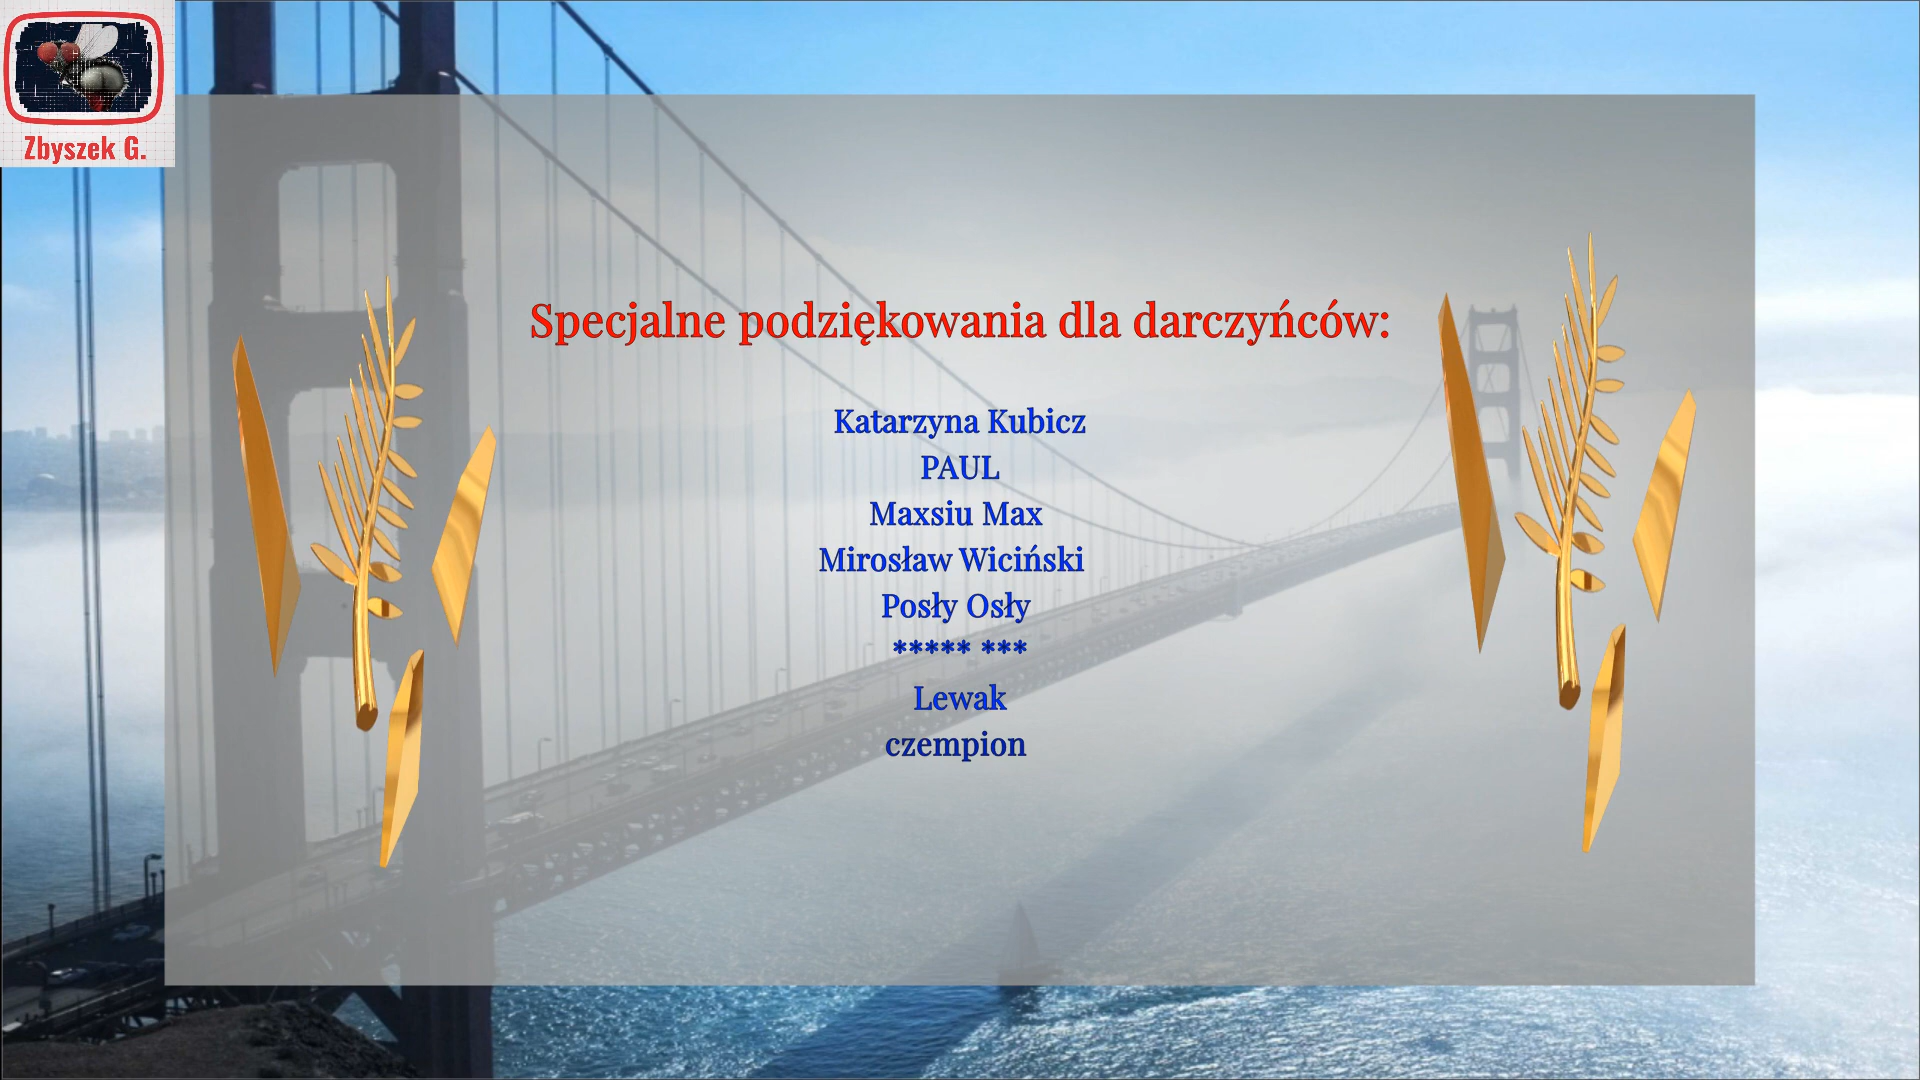 Zbyszek G.
Specjalne podziękowania dla darczyńców:
Katarzyna Kubicz
PAUL
Maxsiu Max
Mirosław Wiciński
Posły Osły
***** ***
Lewak
czempion